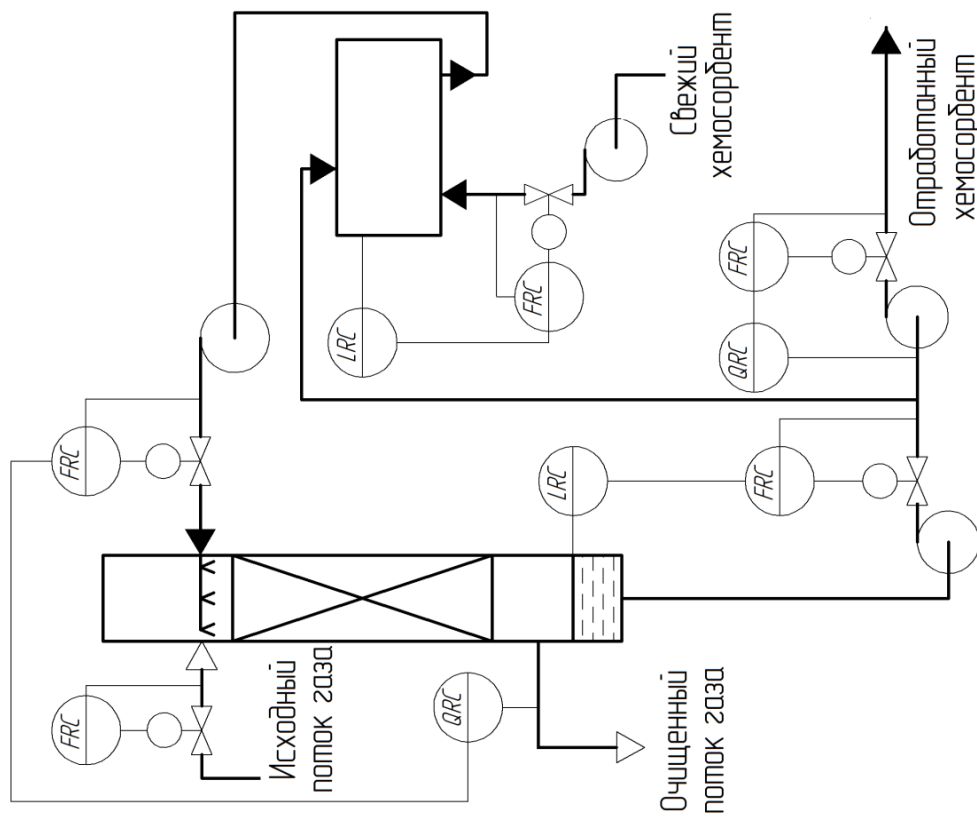 FRC
FRC
LRC
FRC
Свежий
хемосорбент
Исходный
поток газа
QRC
LRC
FRC
QRC
FRC
Отработанный
хемосорбент
Очищенный
поток газа